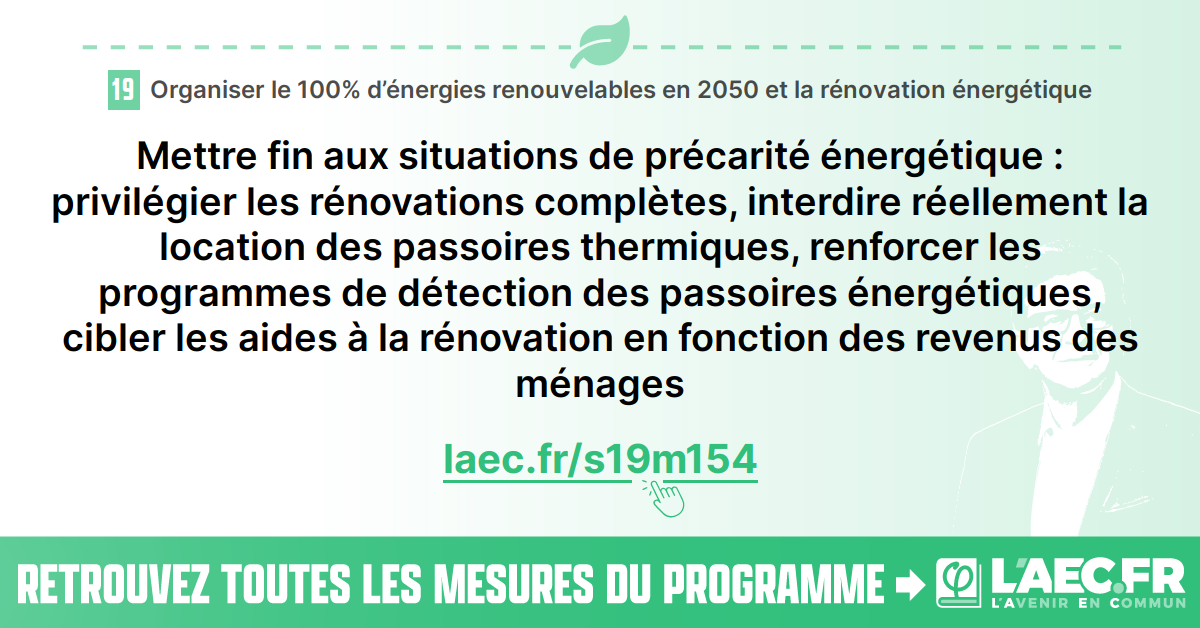 19 Organiser le 100% d’énergies renouvelables en 2050 et la rénovation énergétique
Mettre fin aux situations de précarité énergétique :
privilégier les rénovations complètes, interdire réellement la
location des passoires thermiques, renforcer les
programmes de détection des passoires énergétiques,
cibler les aides à la rénovation en fonction des revenus des
ménages
laec.fr/s19m154
RETROUVEZ TOUTES LES MESURES DU PROGRAMME
φ L'AEC.FR
L'AVENIR EN COMMUN